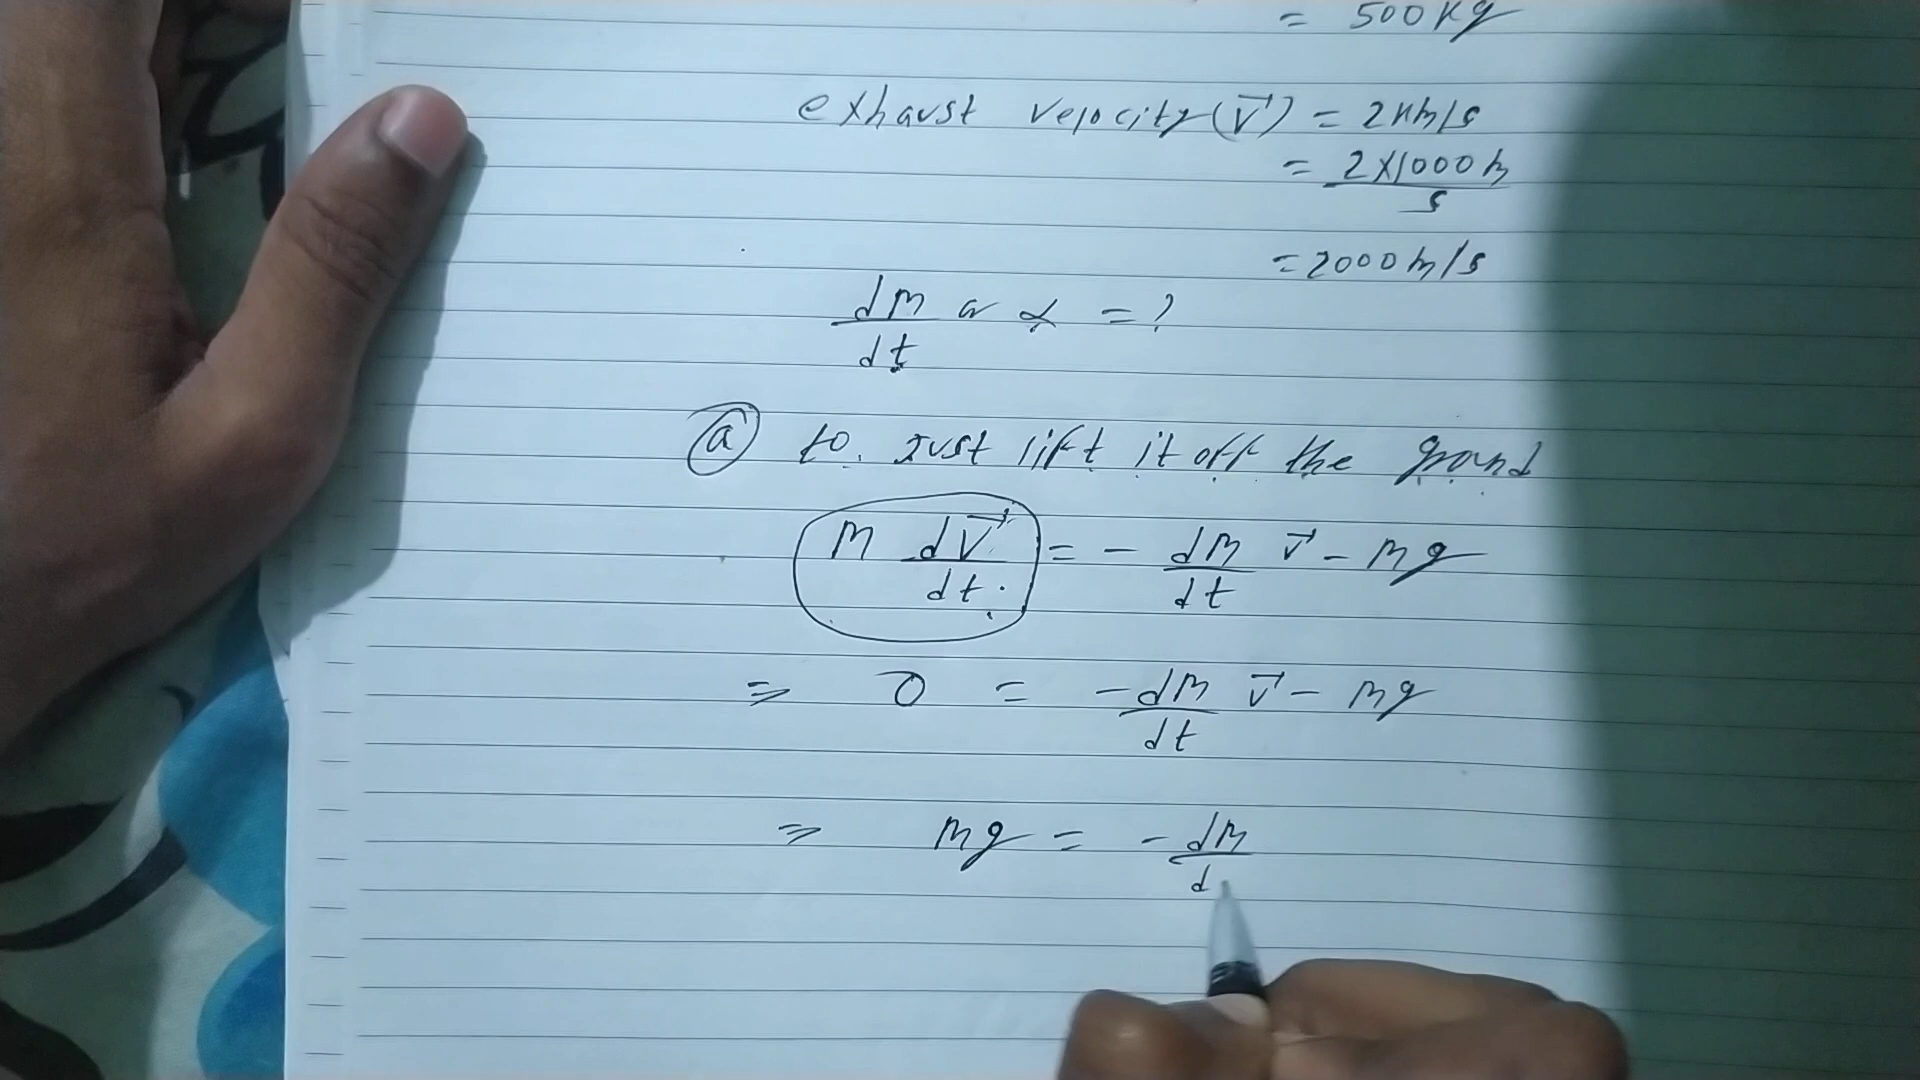 = 500 Kg
exhaust velocity (V⃗) = 2 km/s
= 2×1000 m / s
= 2000 m/s
dm/dt or α = ?
(a) to just lift it off the ground
m dV⃗/dt = - dm/dt V⃗ - mg
⇒ 0 = - dm/dt V⃗ - mg
⇒ mg = - dm/d